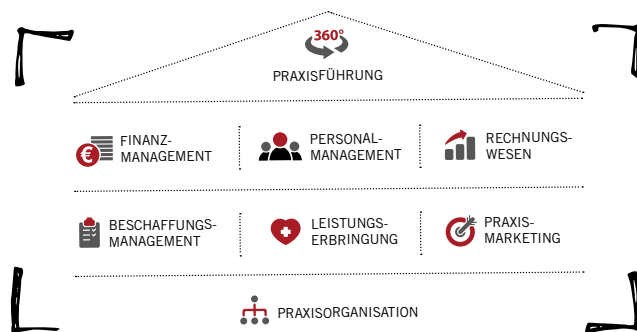 360°
PRAXISFÜHRUNG
FINANZ-
MANAGEMENT
PERSONAL-
MANAGEMENT
RECHNUNGS-
WESEN
BESCHAFFUNGS-
MANAGEMENT
LEISTUNGS-
ERBRINGUNG
PRAXIS-
MARKETING
PRAXISORGANISATION